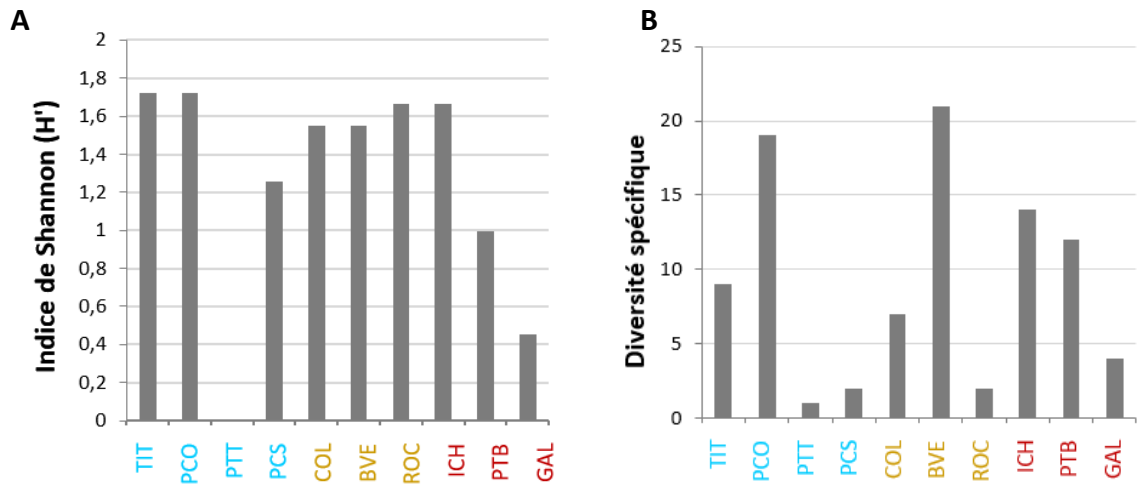 A
Indice de Shannon (H')
2
1,8
1,6
1,4
1,2
1
0,8
0,6
0,4
0,2
0
TIT
PCO
PTT
PCS
COL
BVE
ROC
ICH
PTB
GAL
B
Diversité spécifique
25
20
15
10
5
0
TIT
PCO
PTT
PCS
COL
BVE
ROC
ICH
PTB
GAL